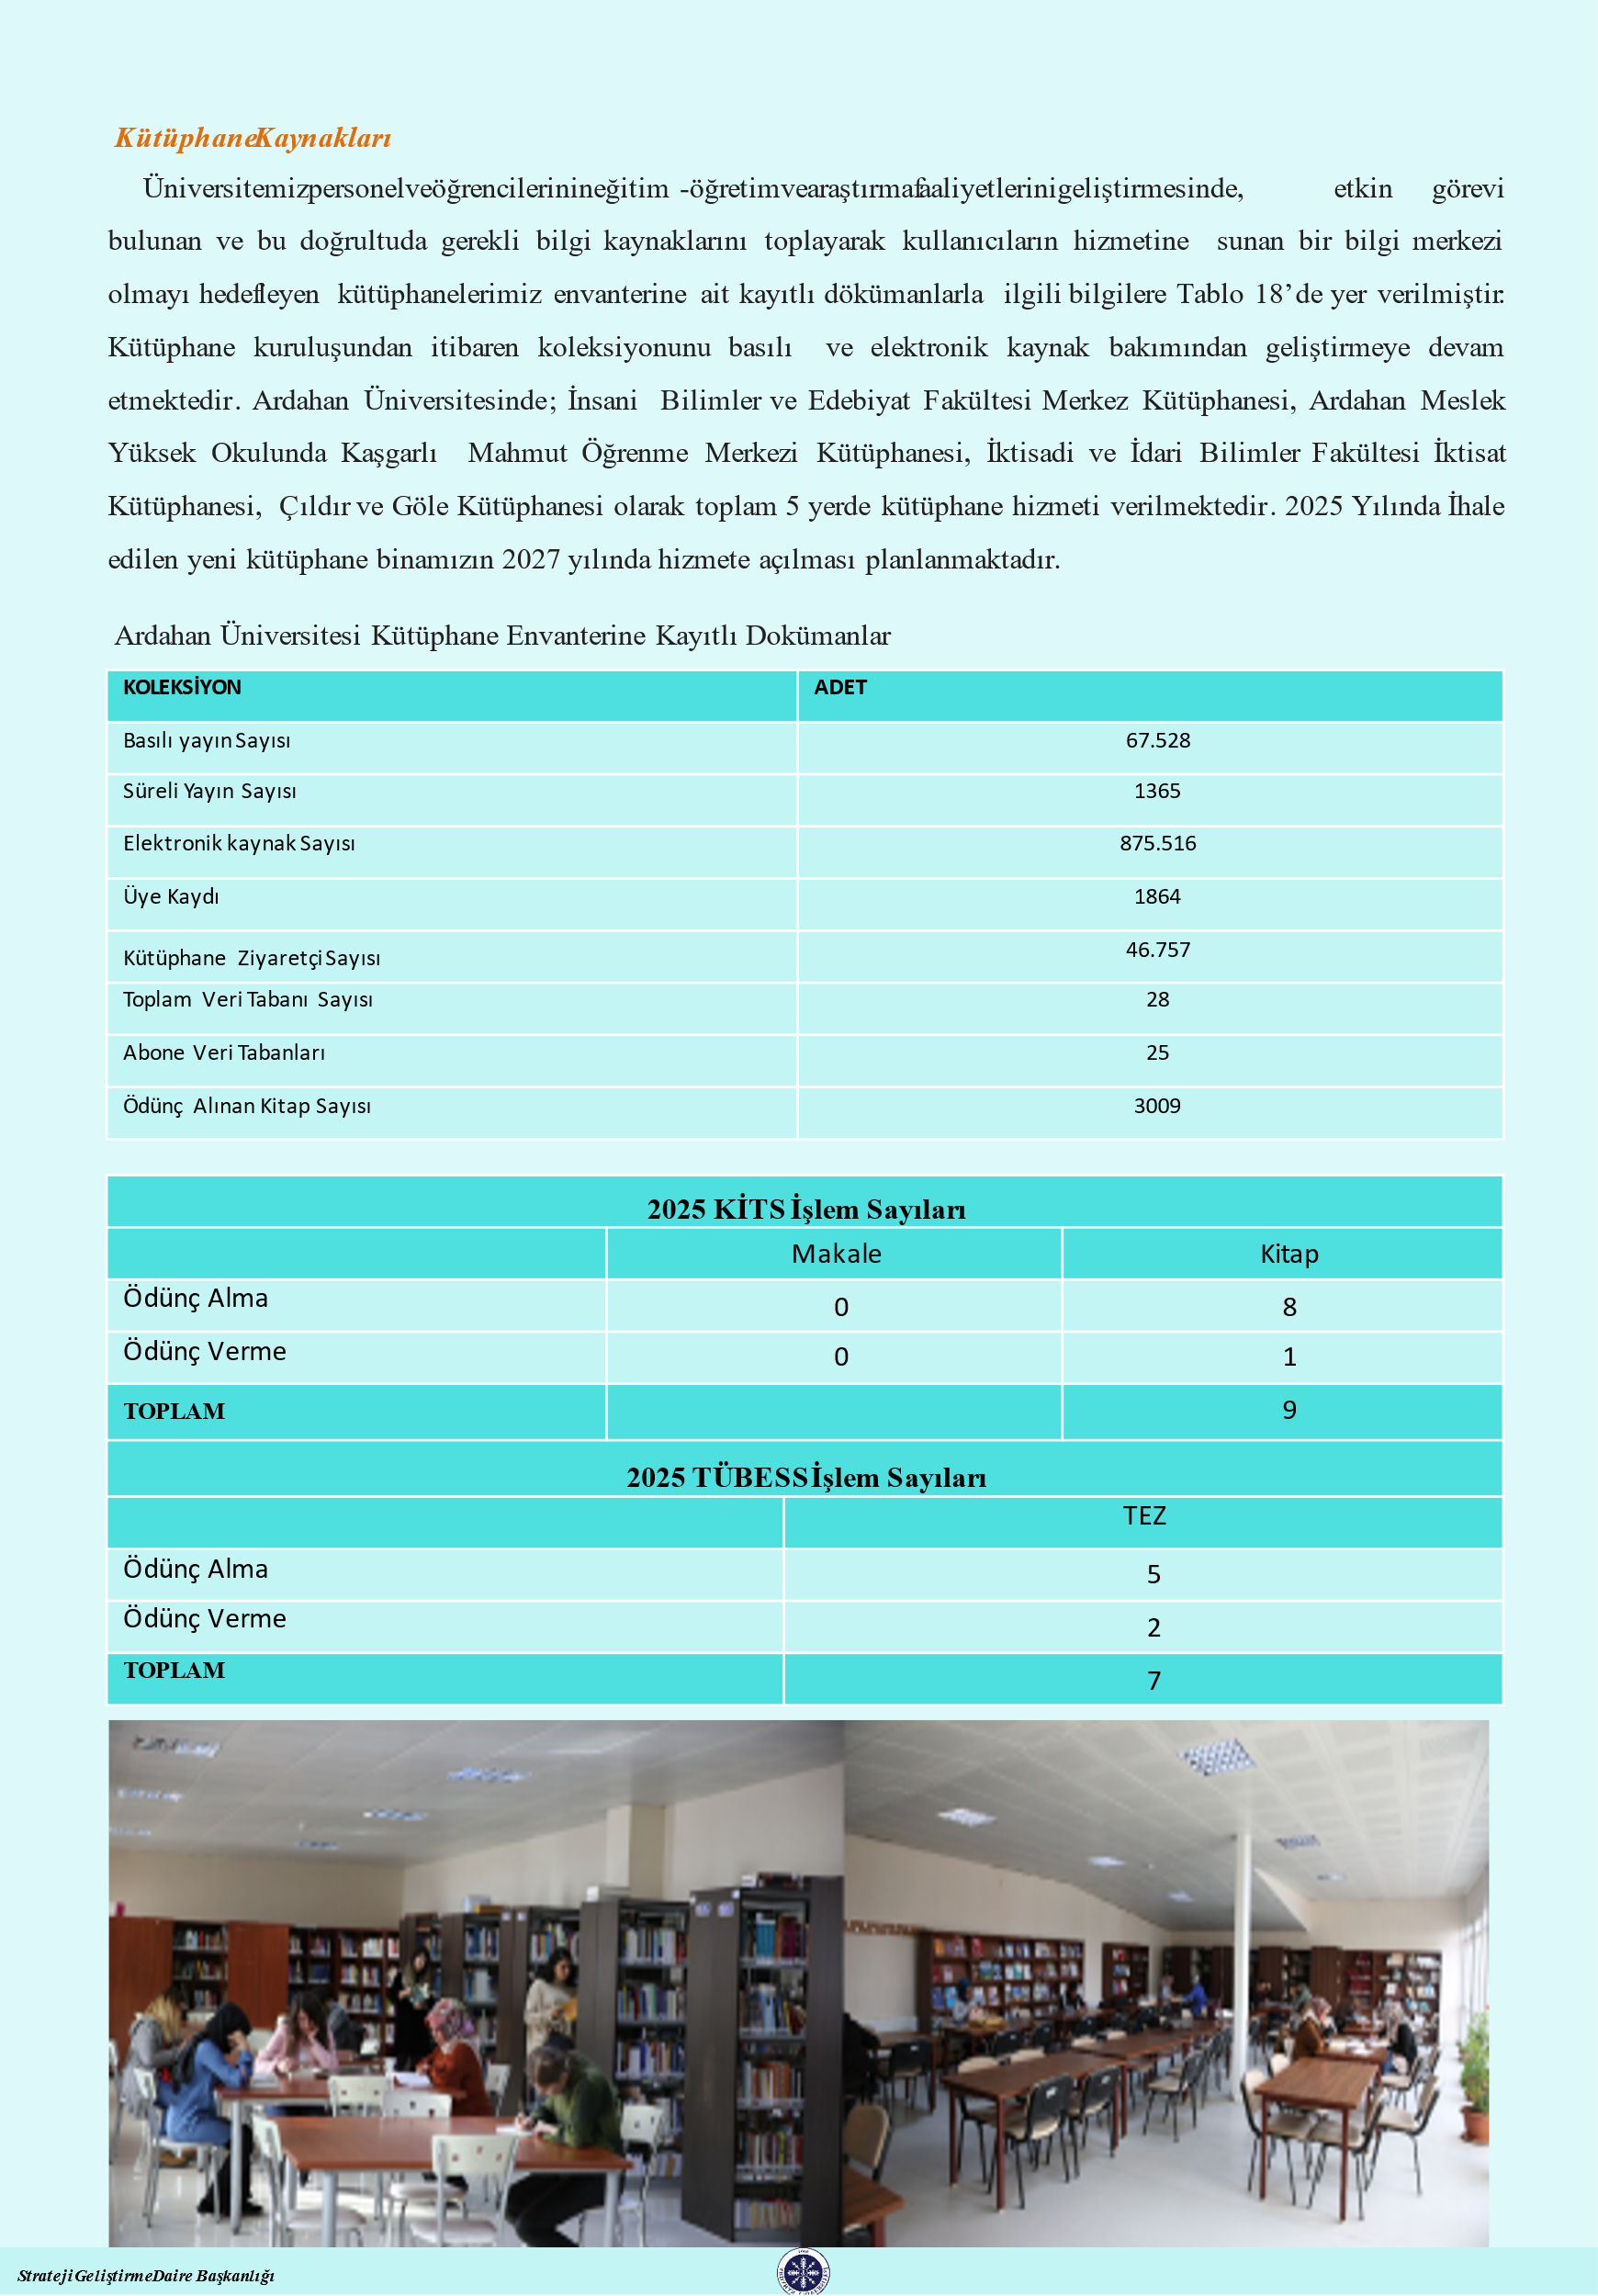 Kütüphane Kaynakları
Üniversitemiz personel ve öğrencilerinin eğitim -öğretim ve araştırma faaliyetlerini geliştirmesinde, etkin görevi
bulunan ve bu doğrultuda gerekli bilgi kaynaklarını toplayarak kullanıcıların hizmetine sunan bir bilgi merkezi
olmayı hedefleyen kütüphanelerimiz envanterine ait kayıtlı dökümanlarla ilgili bilgilere Tablo 18’de yer verilmiştir.
Kütüphane kuruluşundan itibaren koleksiyonunu basılı ve elektronik kaynak bakımından geliştirmeye devam
etmektedir. Ardahan Üniversitesinde; İnsani Bilimler ve Edebiyat Fakültesi Merkez Kütüphanesi, Ardahan Meslek
Yüksek Okulunda Kaşgarlı Mahmut Öğrenme Merkezi Kütüphanesi, İktisadi ve İdari Bilimler Fakültesi İktisat
Kütüphanesi, Çıldır ve Göle Kütüphanesi olarak toplam 5 yerde kütüphane hizmeti verilmektedir. 2025 Yılında İhale
edilen yeni kütüphane binamızın 2027 yılında hizmete açılması planlanmaktadır.
Ardahan Üniversitesi Kütüphane Envanterine Kayıtlı Dokümanlar
KOLEKSİYON ADET
Basılı yayın Sayısı 67.528
Süreli Yayın Sayısı 1365
Elektronik kaynak Sayısı 875.516
Üye Kaydı 1864
Kütüphane Ziyaretçi Sayısı 46.757
Toplam Veri Tabanı Sayısı 28
Abone Veri Tabanları 25
Ödünç Alınan Kitap Sayısı 3009
2025 KİTS İşlem Sayıları
Makale Kitap
Ödünç Alma 0 8
Ödünç Verme 0 1
TOPLAM 9
2025 TÜBESS İşlem Sayıları
TEZ
Ödünç Alma 5
Ödünç Verme 2
TOPLAM 7
Strateji Geliştirme Daire Başkanlığı